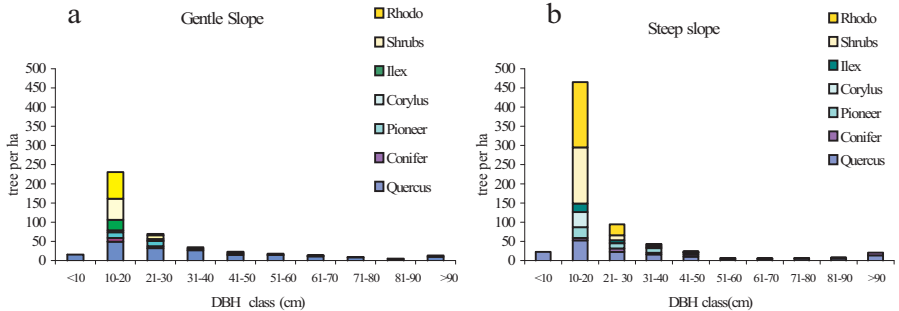 a
Gentle Slope
Rhodo
Shrubs
Ilex
Corylus
Pioneer
Conifer
Quercus
tree per ha
500
450
400
350
300
250
200
150
100
50
0
<10 10-20 21-30 31-40 41-50 51-60 61-70 71-80 81-90 >90
DBH class (cm)
b
Steep slope
Rhodo
Shrubs
Ilex
Corylus
Pioneer
Conifer
Quercus
tree per ha
500
450
400
350
300
250
200
150
100
50
0
<10 10-20 21- 30 31-40 41-50 51-60 61-70 71-80 81-90 >90
DBH class(cm)